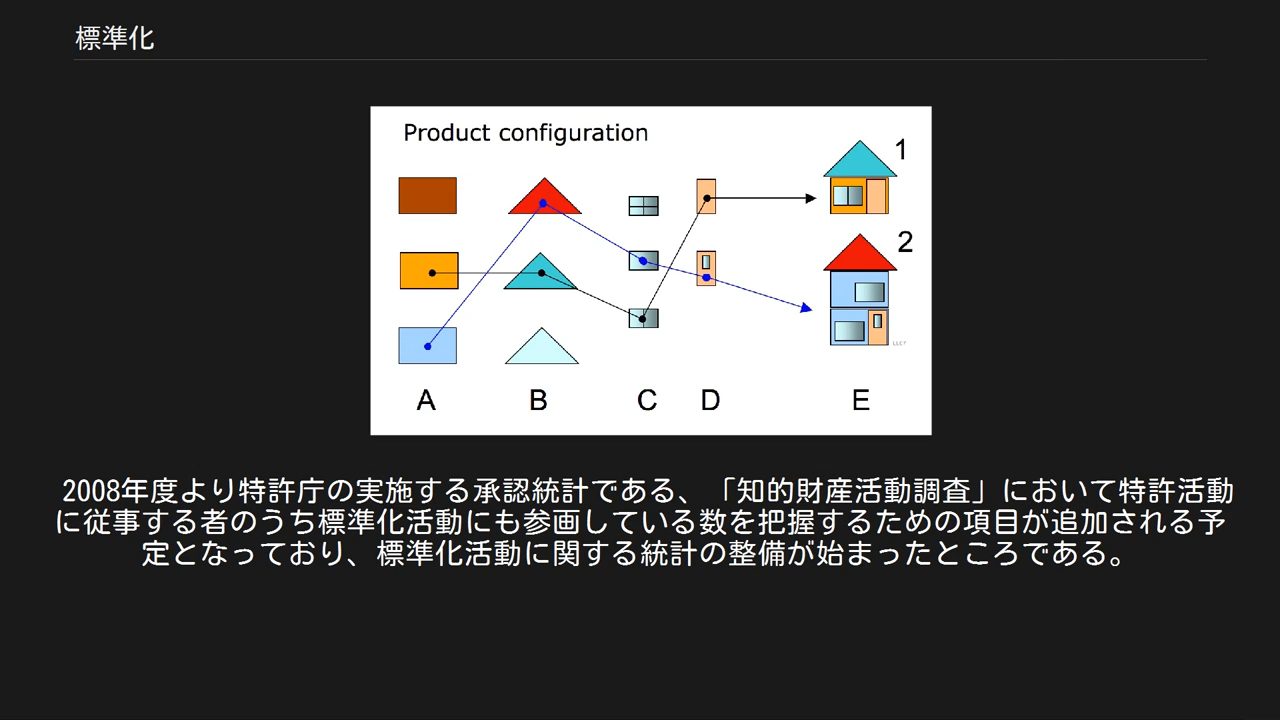 標準化
Product configuration
1
2
A B C D E
2008年度より特許庁の実施する承認統計である、「知的財産活動調査」において特許活動
に従事する者のうち標準化活動にも参画している数を把握するための項目が追加される予
定となっており、標準化活動に関する統計の整備が始まったところである。